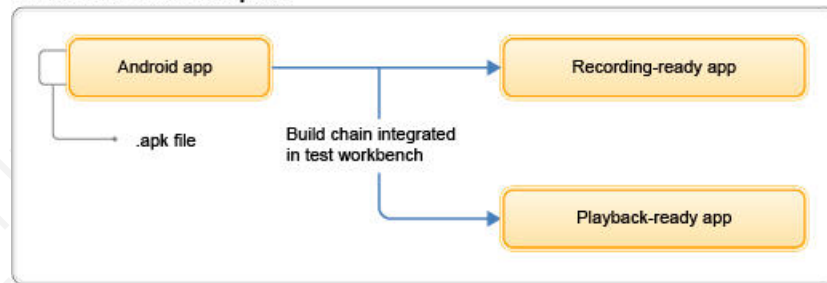 Android app
Recording-ready app
.apk file
Build chain integrated
in test workbench
Playback-ready app